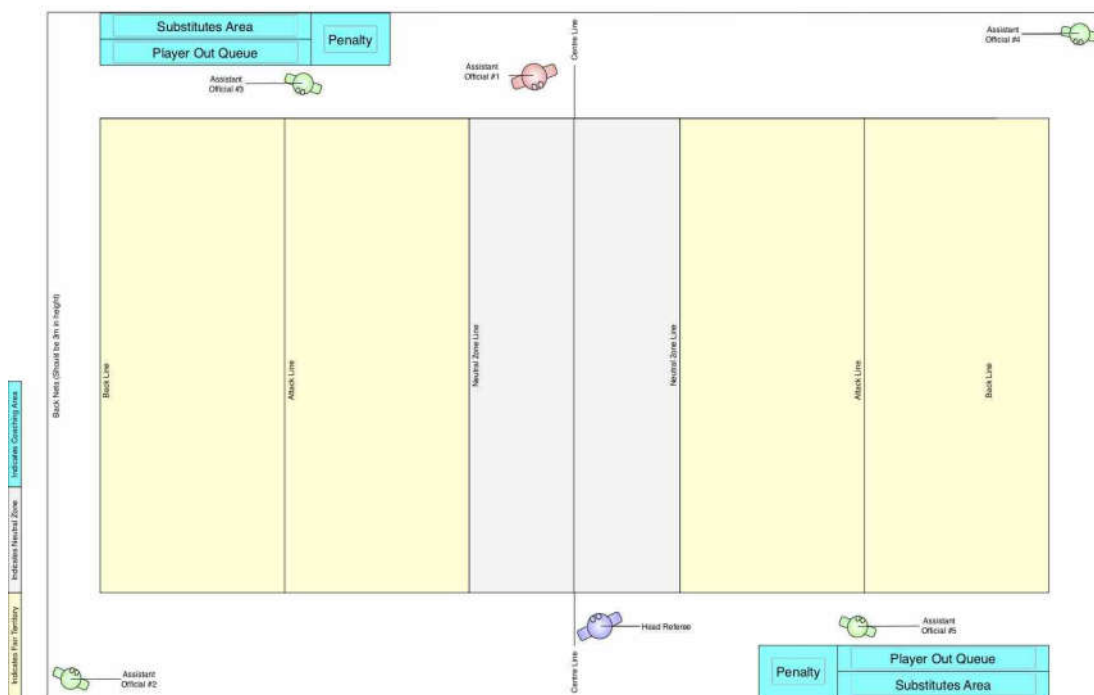 Substitutes Area
Player Out Queue
Penalty
Centre Line
Assistant
Official #4
Assistant
Official #1
Assistant
Official #3
Back Nets (Should be 3m in height)
Back Line
Attack Line
Neutral Zone Line
Neutral Zone Line
Attack Line
Back Line
Indicates Coaching Area
Indicates Neutral Zone
Indicates Fair Territory
Head Referee
Assistant
Official #5
Centre Line
Assistant
Official #2
Penalty
Player Out Queue
Substitutes Area